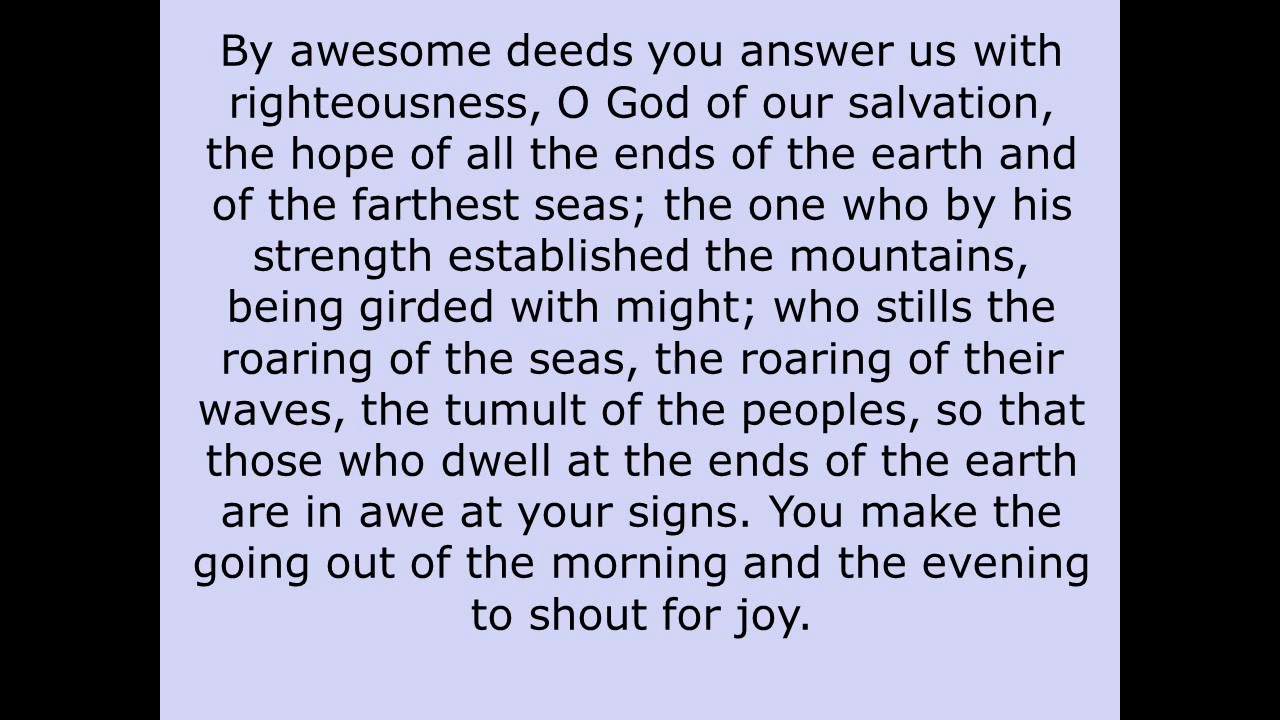 By awesome deeds you answer us with
righteousness, O God of our salvation,
the hope of all the ends of the earth and
of the farthest seas; the one who by his
strength established the mountains,
being girded with might; who stills the
roaring of the seas, the roaring of their
waves, the tumult of the peoples, so that
those who dwell at the ends of the earth
are in awe at your signs. You make the
going out of the morning and the evening
to shout for joy.